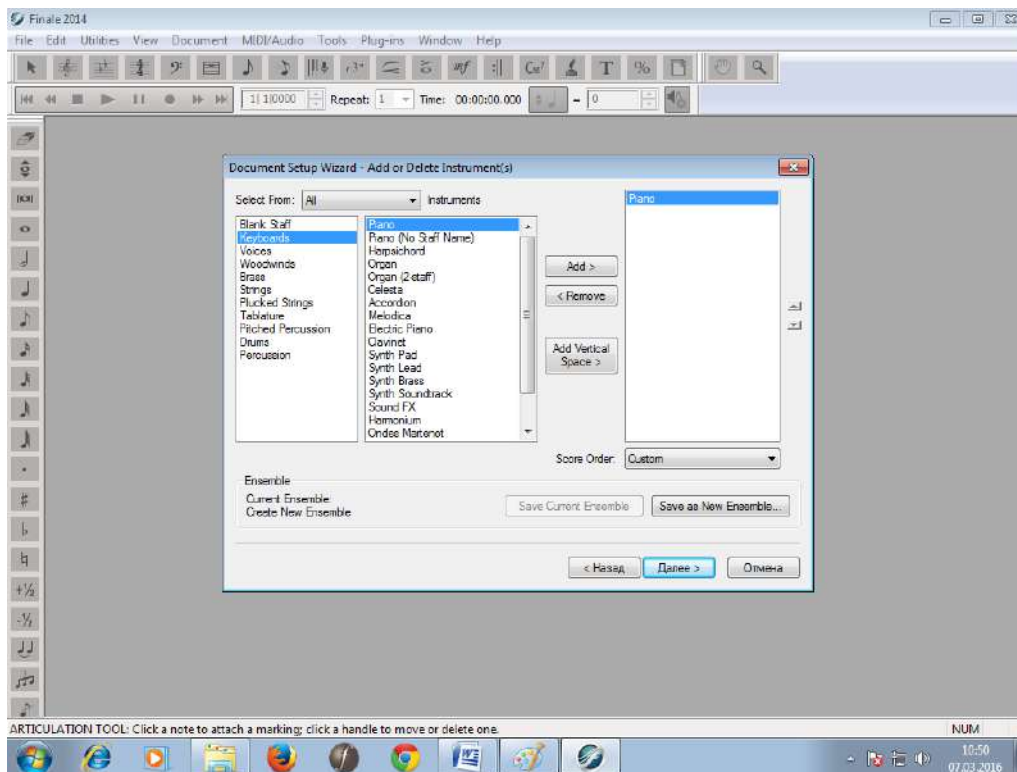 Finale 2014
File Edit Utilities View Document MIDI/Audio Tools Plug-ins Window Help
mf Cm7 T %
1| 1|0000 Repeat: 1 Time: 00:00:00.000 = 0
Document Setup Wizard - Add or Delete Instrument(s)
Select From: All Instruments
Blank Staff
Keyboards
Voices
Woodwinds
Brass
Strings
Plucked Strings
Tablature
Pitched Percussion
Drums
Percussion
Piano
Piano (No Staff Name)
Harpsichord
Organ
Organ (2-staff)
Celesta
Accordion
Melodica
Electric Piano
Clavinet
Synth Pad
Synth Lead
Synth Brass
Synth Soundtrack
Sound FX
Harmonium
Ondes Martenot
Add >
< Remove
Add Vertical
Space >
Piano
Score Order: Custom
Ensemble
Current Ensemble:
Create New Ensemble
Save Current Ensemble
Save as New Ensemble...
< Назад
Далее >
Отмена
+½
-½
ARTICULATION TOOL: Click a note to attach a marking; click a handle to move or delete one.
NUM
10:50
07.03.2016